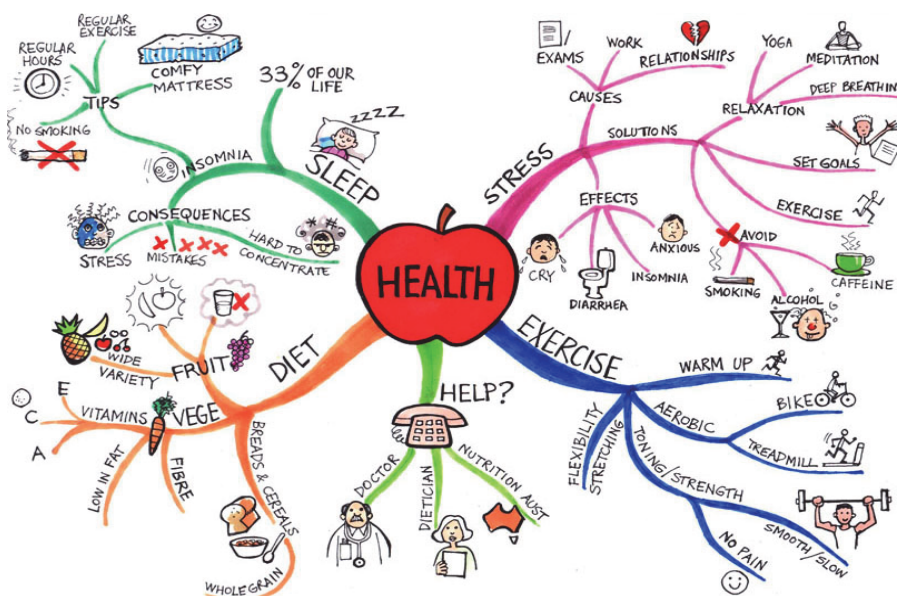 HEALTH
SLEEP
33% OF OUR
LIFE
zzzz
INSOMNIA
TIPS
REGULAR
EXERCISE
REGULAR
HOURS
COMFY
MATTRESS
NO SMOKING
CONSEQUENCES
STRESS
MISTAKES
HARD TO
CONCENTRATE
STRESS
CAUSES
EXAMS
WORK
RELATIONSHIPS
SOLUTIONS
RELAXATION
YOGA
MEDITATION
DEEP BREATHIN
SET GOALS
EXERCISE
AVOID
SMOKING
ALCOHOL
CAFFEINE
EFFECTS
CRY
DIARRHEA
INSOMNIA
ANXIOUS
EXERCISE
WARM UP
AEROBIC
BIKE
TREADMILL
TONING/STRENGTH
SMOOTH/SLOW
NO PAIN
FLEXIBILITY
STRETCHING
HELP?
DOCTOR
DIETICIAN
NUTRITION AUST
DIET
FRUIT
WIDE
VARIETY
VEGE
VITAMINS
E
C
A
LOW IN FAT
FIBRE
BREADS & CEREALS
WHOLEGRAIN